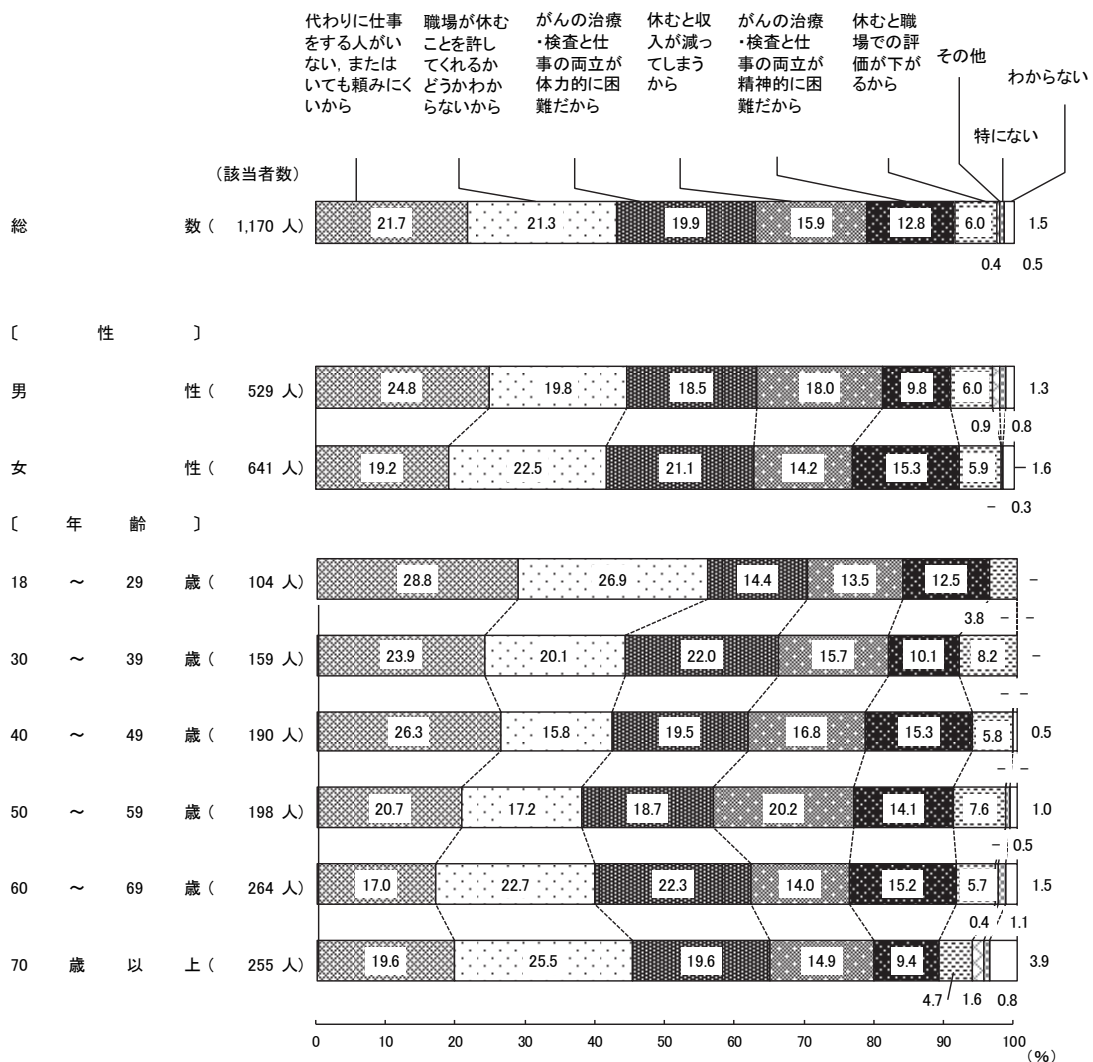 代わりに仕事
をする人がい
ない，または
いても頼みにく
いから
職場が休む
ことを許し
てくれるか
どうかわか
らないから
がんの治療
・検査と仕
事の両立が
体力的に困
難だから
休むと収
入が減っ
てしまう
から
がんの治療
・検査と仕
事の両立が
精神的に困
難だから
休むと職
場での評
価が下が
るから
その他
特にない
わからない
（該当者数）
総 数 ( 1,170 人) 21.7 21.3 19.9 15.9 12.8 6.0 1.5
0.4 0.5
〔 性 〕
男 性 ( 529 人) 24.8 19.8 18.5 18.0 9.8 6.0 1.3
0.9 0.8
女 性 ( 641 人) 19.2 22.5 21.1 14.2 15.3 5.9 1.6
− 0.3
〔 年 齢 〕
18 ～ 29 歳 ( 104 人) 28.8 26.9 14.4 13.5 12.5 −
3.8 − −
30 ～ 39 歳 ( 159 人) 23.9 20.1 22.0 15.7 10.1 8.2 −
− −
40 ～ 49 歳 ( 190 人) 26.3 15.8 19.5 16.8 15.3 5.8 0.5
− −
50 ～ 59 歳 ( 198 人) 20.7 17.2 18.7 20.2 14.1 7.6 1.0
− 0.5
60 ～ 69 歳 ( 264 人) 17.0 22.7 22.3 14.0 15.2 5.7 1.5
0.4 1.1
70 歳 以 上 ( 255 人) 19.6 25.5 19.6 14.9 9.4 3.9
4.7 1.6 0.8
0 10 20 30 40 50 60 70 80 90 100
(%)